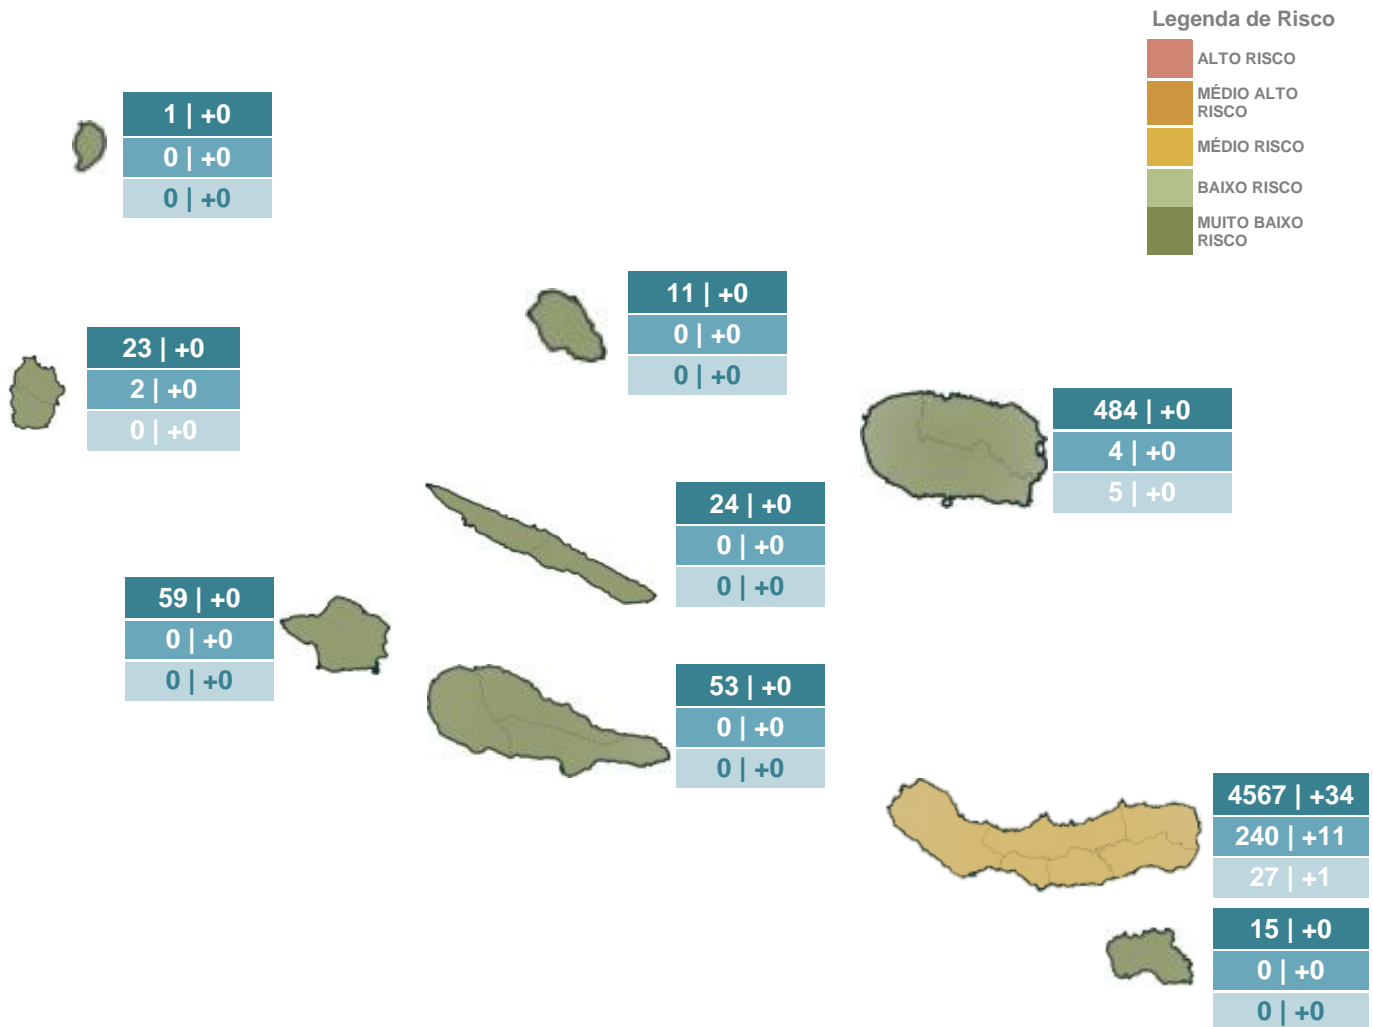 Legenda de Risco
ALTO RISCO
MÉDIO ALTO
RISCO
MÉDIO RISCO
BAIXO RISCO
MUITO BAIXO
RISCO
1 | +0
0 | +0
0 | +0
11 | +0
0 | +0
0 | +0
23 | +0
2 | +0
0 | +0
484 | +0
4 | +0
5 | +0
24 | +0
0 | +0
0 | +0
59 | +0
0 | +0
0 | +0
53 | +0
0 | +0
0 | +0
4567 | +34
240 | +11
27 | +1
15 | +0
0 | +0
0 | +0